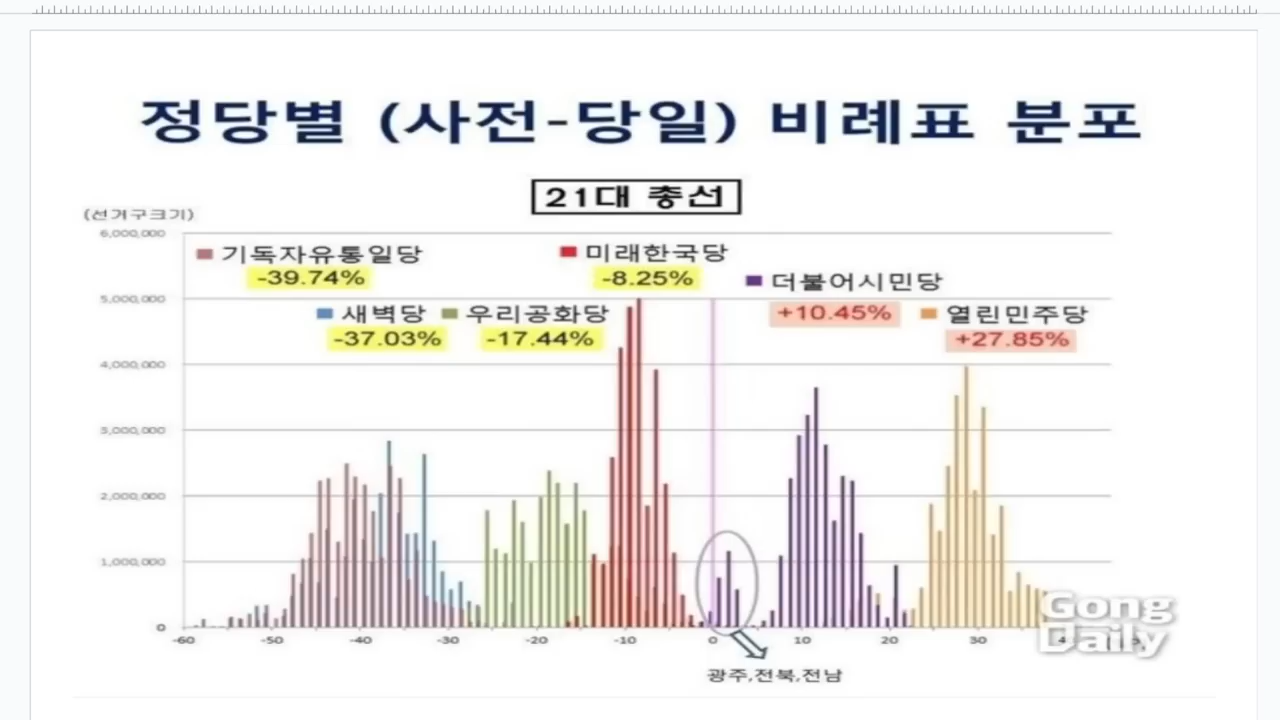 정당별 (사전-당일) 비례표 분포
21대 총선
(선거구크기)
6,000,000
기독자유통일당
미래한국당
-39.74%
-8.25%
더불어시민당
5,000,000
새벽당
우리공화당
+10.45%
열린민주당
-37.03%
-17.44%
+27.85%
4,000,000
3,000,000
2,000,000
1,000,000
0
-60 -50 -40 -30 -20 -10 0 10 20 30
광주,전북,전남
Gong
Daily